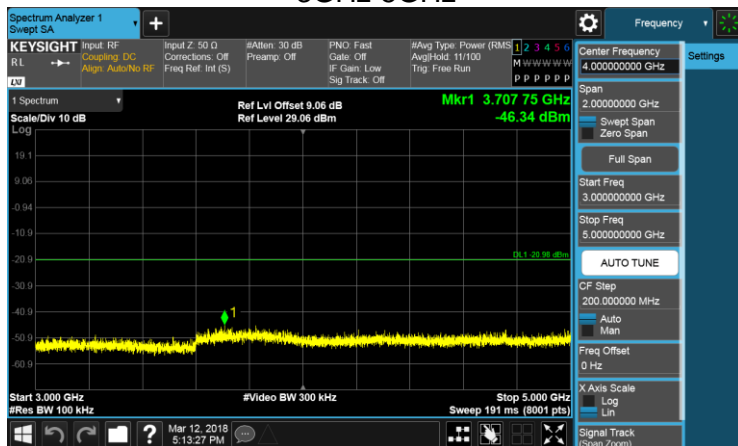 Spectrum Analyzer 1
Swept SA
Frequency
KEYSIGHT
RL
LXI
Input: RF
Coupling: DC
Align: Auto/No RF
Input Z: 50 Ω
Corrections: Off
Freq Ref: Int (S)
#Atten: 30 dB
Preamp: Off
PNO: Fast
Gate: Off
IF Gain: Low
Sig Track: Off
#Avg Type: Power (RMS
Avg|Hold: 11/100
Trig: Free Run
1 2 3 4 5 6
M W W W W W
P P P P P P
1 Spectrum
Scale/Div 10 dB
Log
Ref Lvl Offset 9.06 dB
Ref Level 29.06 dBm
Mkr1 3.707 75 GHz
-46.34 dBm
19.1
9.06
-0.94
-10.9
-20.9
-30.9
-40.9
-50.9
-60.9
DL1 -20.98 dBm
1
Start 3.000 GHz
#Res BW 100 kHz
#Video BW 300 kHz
Stop 5.000 GHz
Sweep 191 ms (8001 pts)
Mar 12, 2018
5:13:27 PM
?
Center Frequency
4.000000000 GHz
Settings
Span
2.00000000 GHz
Swept Span
Zero Span
Full Span
Start Freq
3.000000000 GHz
Stop Freq
5.000000000 GHz
AUTO TUNE
CF Step
200.000000 MHz
Auto
Man
Freq Offset
0 Hz
X Axis Scale
Log
Lin
Signal Track
(Span Zoom)